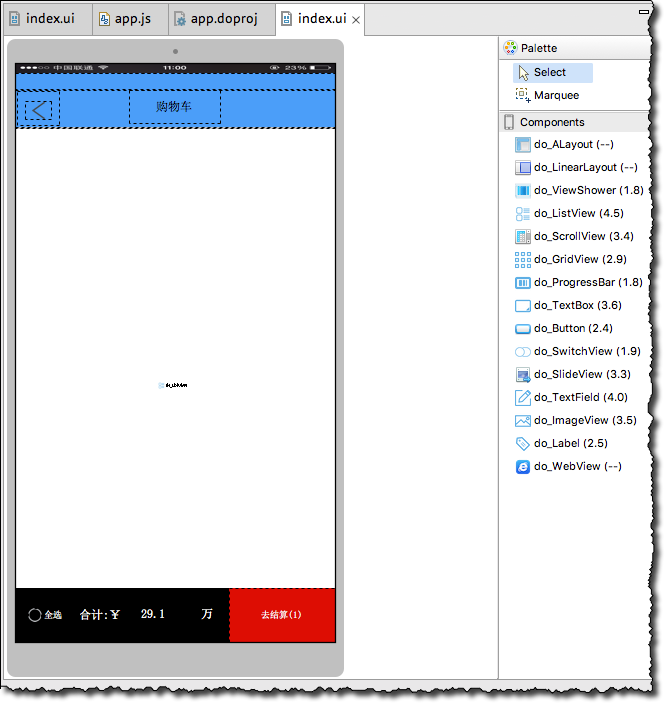 index.ui app.js app.doproj index.ui
中国联通 11:00 23%
购物车
全选 合计:￥ 29.1 万 去结算(1)
Palette
Select
Marquee
Components
do_ALayout (--)
do_LinearLayout (--)
do_ViewShower (1.8)
do_ListView (4.5)
do_ScrollView (3.4)
do_GridView (2.9)
do_ProgressBar (1.8)
do_TextBox (3.6)
do_Button (2.4)
do_SwitchView (1.9)
do_SlideView (3.3)
do_TextField (4.0)
do_ImageView (3.5)
do_Label (2.5)
do_WebView (--)